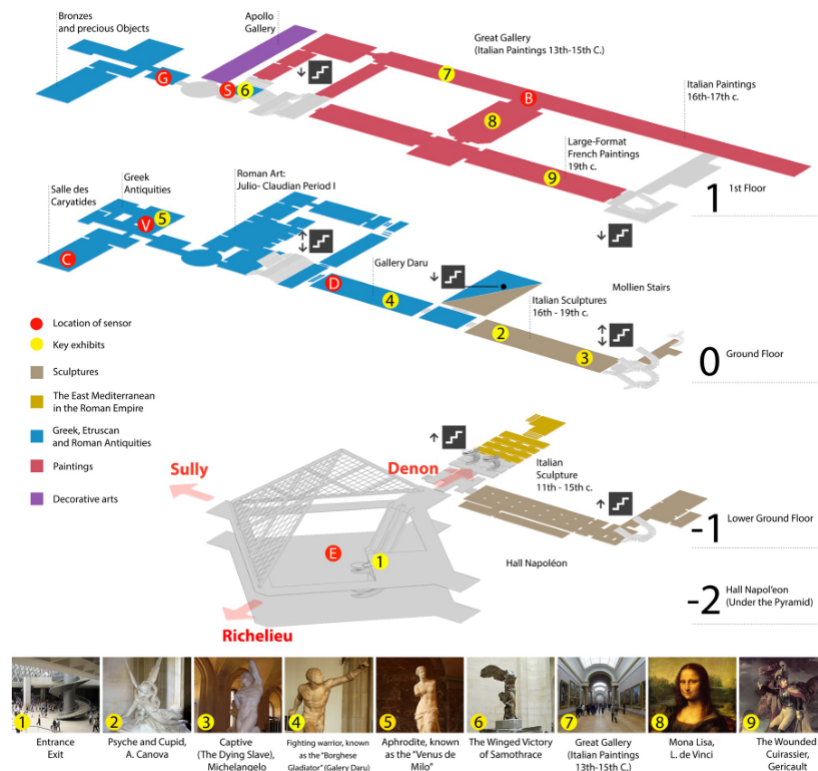 Bronzes
and precious Objects
Apollo
Gallery
Great Gallery
(Italian Paintings 13th-15th C.)
7
Italian Paintings
16th-17th c.
G
S
6
B
8
Large-Format
French Paintings
19th c.
9
1
1st Floor
Salle des
Caryatides
Greek
Antiquities
Roman Art:
Julio- Claudian Period I
V
5
C
D
Gallery Daru
4
Mollien Stairs
Italian Sculptures
16th - 19th c.
2
3
0
Ground Floor
Location of sensor
Key exhibits
Sculptures
The East Mediterranean
in the Roman Empire
Greek, Etruscan
and Roman Antiquities
Paintings
Decorative arts
Sully
Denon
Italian
Sculpture
11th - 15th c.
-1
Lower Ground Floor
E
1
Hall Napoléon
-2
Hall Napol'eon
(Under the Pyramid)
Richelieu
1
Entrance
Exit
2
Psyche and Cupid,
A. Canova
3
Captive
(The Dying Slave),
Michelangelo
4
Fighting warrior, known
as the "Borghese
Gladiator" (Galery Daru)
5
Aphrodite, known
as the "Venus de
Milo"
6
The Winged Victory
of Samothrace
7
Great Gallery
(Italian Paintings
13th-15th C.)
8
Mona Lisa,
L. de Vinci
9
The Wounded
Cuirassier,
Gericault